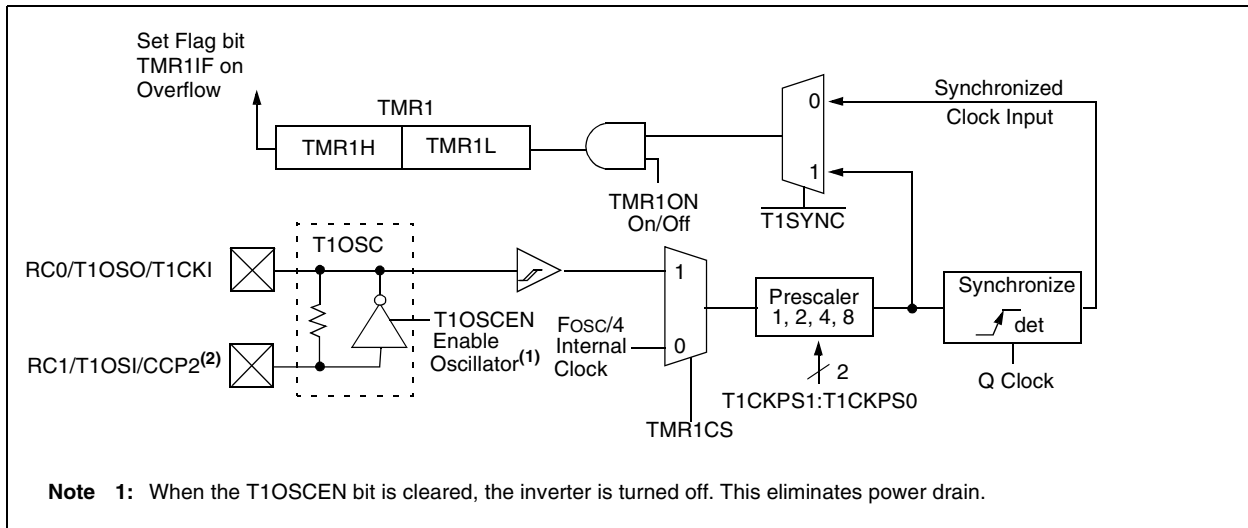 Set Flag bit
TMR1IF on
Overflow
TMR1
TMR1H
TMR1L
TMR1ON
On/Off
0
1
T1SYNC
Synchronized
Clock Input
RC0/T1OSO/T1CKI
T1OSC
RC1/T1OSI/CCP2(2)
T1OSCEN
Enable
Oscillator(1)
FOSC/4
Internal
Clock
1
0
TMR1CS
Prescaler
1, 2, 4, 8
2
T1CKPS1:T1CKPS0
Synchronize
det
Q Clock
Note 1: When the T1OSCEN bit is cleared, the inverter is turned off. This eliminates power drain.